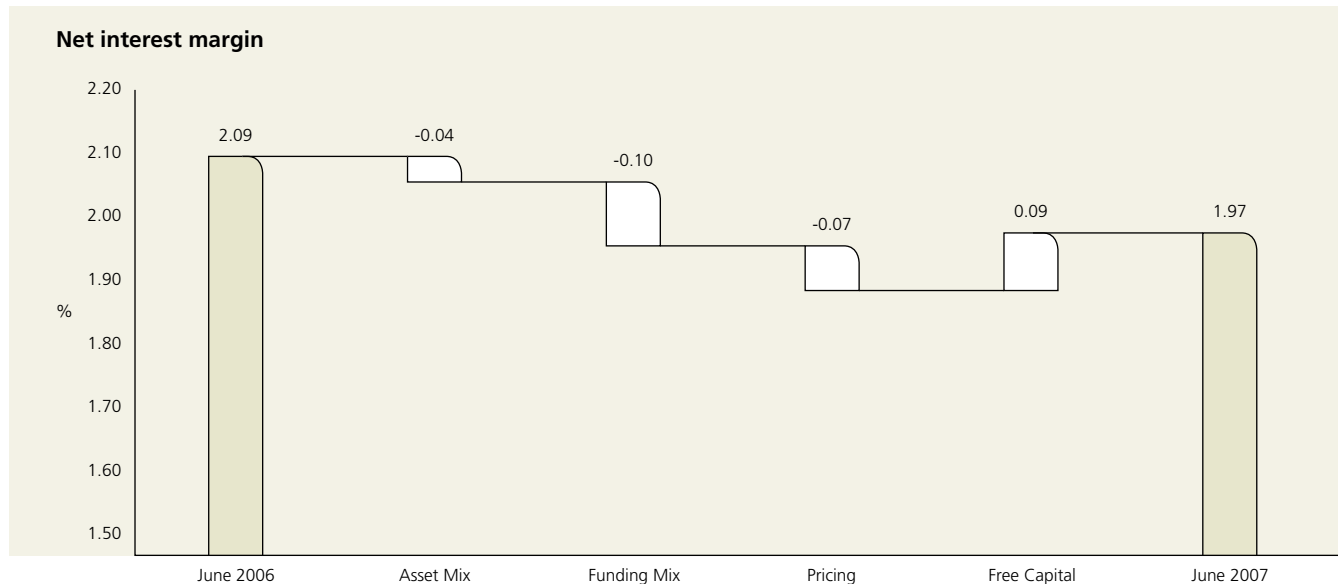 Net interest margin
2.20
2.10
2.00
1.90
%
1.80
1.70
1.60
1.50
2.09
-0.04
-0.10
-0.07
0.09
1.97
June 2006
Asset Mix
Funding Mix
Pricing
Free Capital
June 2007